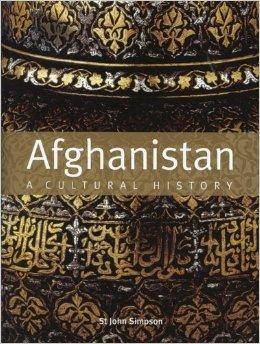 Afghanistan
A CULTURAL HISTORY
St John Simpson